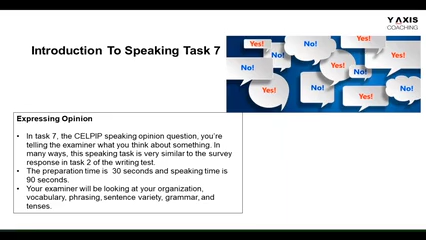 Y AXIS
COACHING
Introduction To Speaking Task 7
Yes!
No!
Yes!
No!
No!
Yes!
No!
Yes!
Yes!
No!
Expressing Opinion
• In task 7, the CELPIP speaking opinion question, you're
telling the examiner what you think about something. In
many ways, this speaking task is very similar to the survey
response in task 2 of the writing test.
• The preparation time is 30 seconds and speaking time is
90 seconds.
• Your examiner will be looking at your organization,
vocabulary, phrasing, sentence variety, grammar, and
tenses.